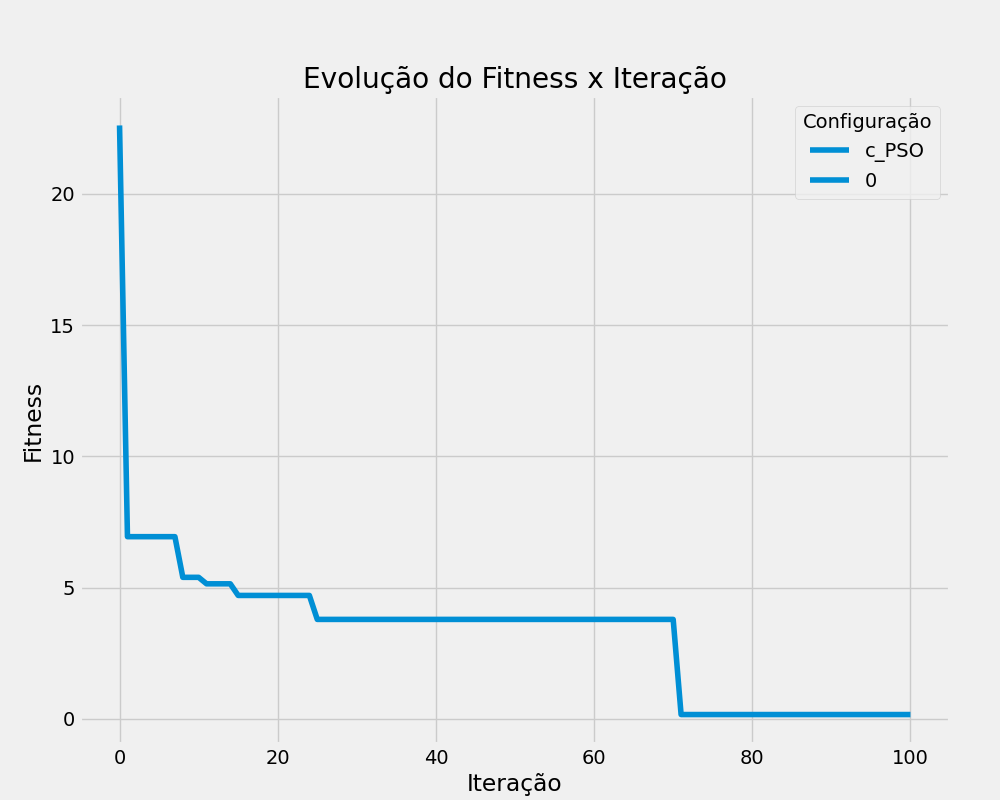 Evolução do Fitness x Iteração
Configuração
c_PSO
0
Fitness
20
15
10
5
0
0 20 40 60 80 100
Iteração